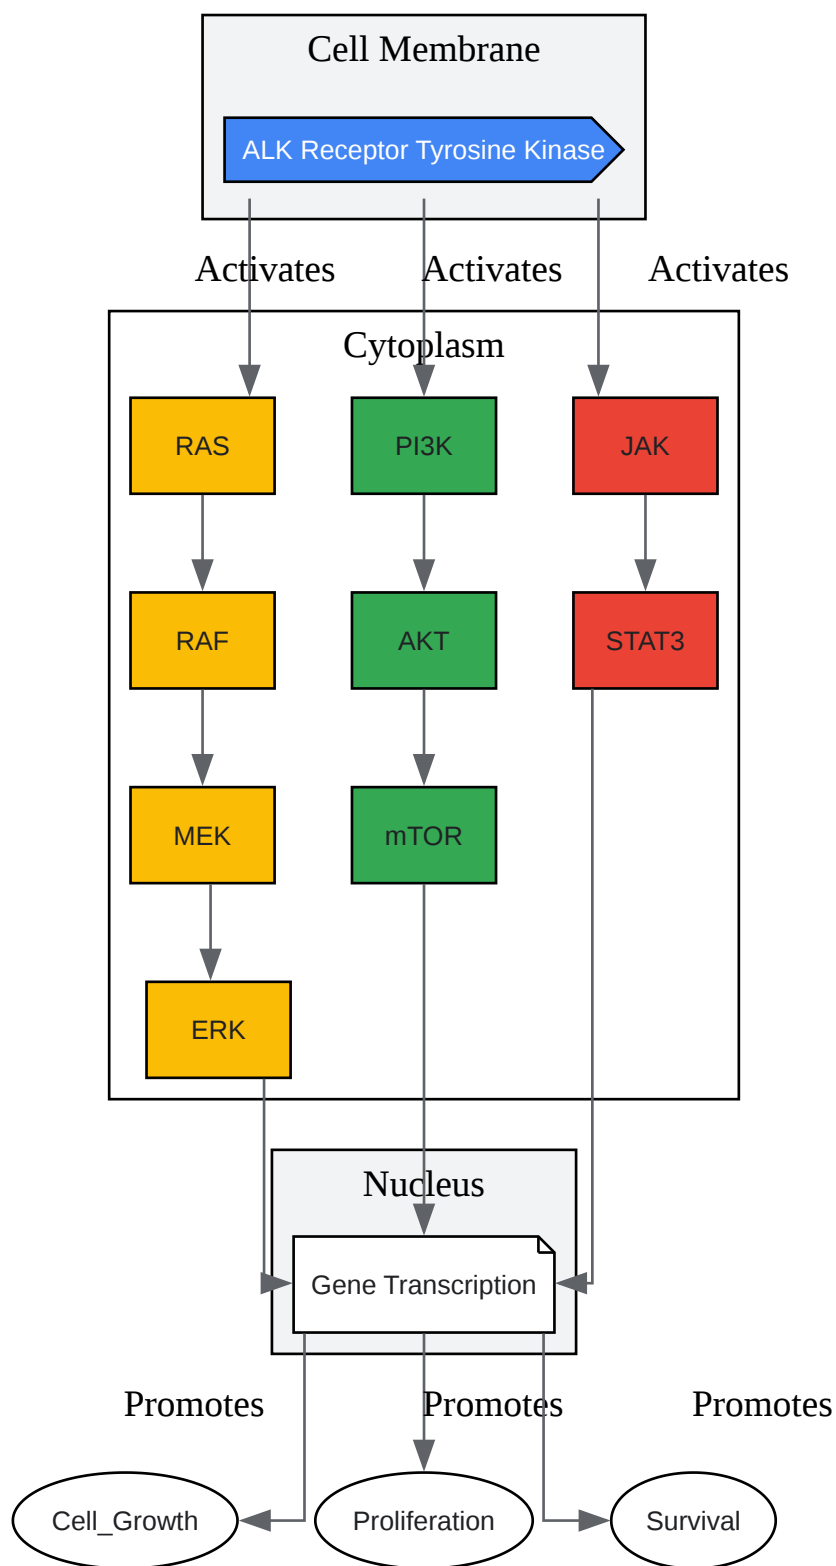 Cell Membrane
ALK Receptor Tyrosine Kinase
Activates
Activates
Activates
Cytoplasm
RAS
PI3K
JAK
RAF
AKT
STAT3
MEK
mTOR
ERK
Nucleus
Gene Transcription
Promotes
Promotes
Promotes
Cell_Growth
Proliferation
Survival